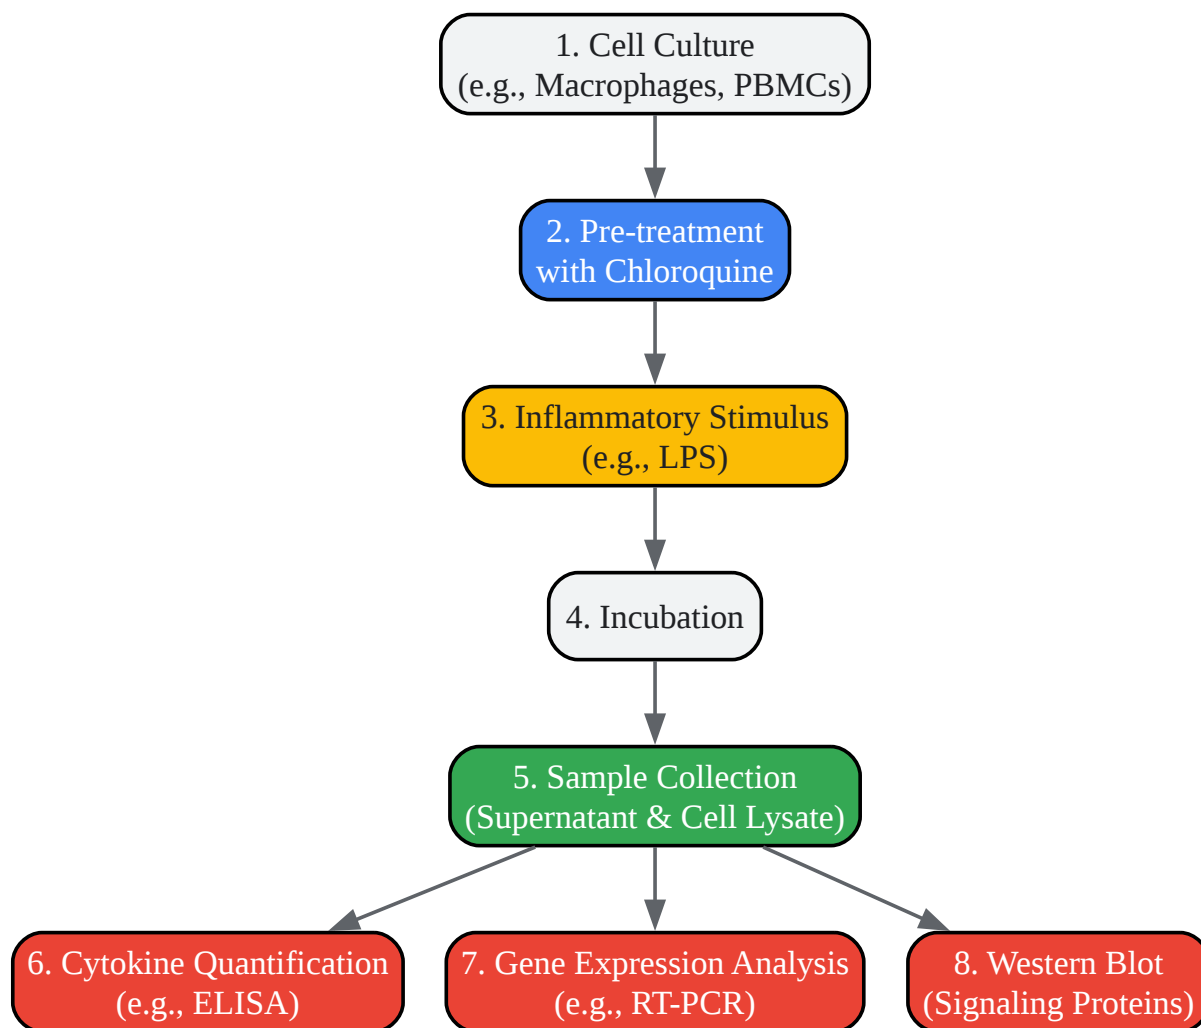 1. Cell Culture
(e.g., Macrophages, PBMCs)
2. Pre-treatment
with Chloroquine
3. Inflammatory Stimulus
(e.g., LPS)
4. Incubation
5. Sample Collection
(Supernatant & Cell Lysate)
6. Cytokine Quantification
(e.g., ELISA)
7. Gene Expression Analysis
(e.g., RT-PCR)
8. Western Blot
(Signaling Proteins)